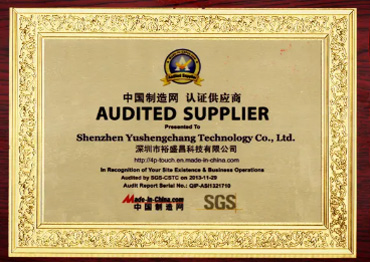 Audited Supplier
中国制造网 认证供应商
AUDITED SUPPLIER
Presented To
Shenzhen Yushengchang Technology Co., Ltd.
深圳市裕盛昌科技有限公司
http://4p-touch.en.made-in-china.com
In Recognition of Your Site Existence & Business Operations
Audited by SGS-CSTC on 2013-11-29
Audit Report Serial No.: QIP-ASI1321710
Made-in-China.com
中国制造网
SGS